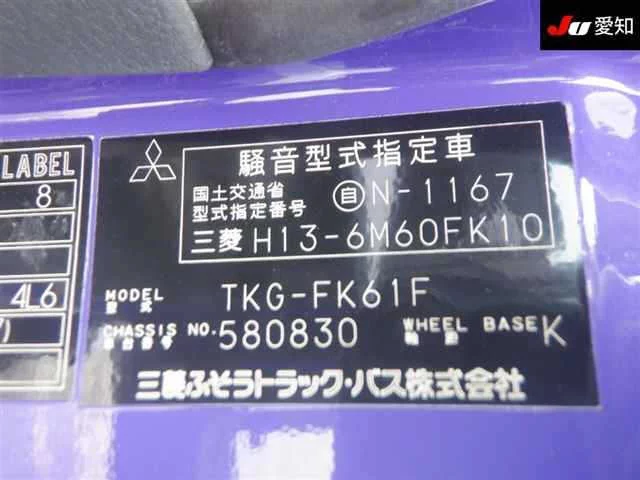 JU 愛知
LABEL
8
4L6
騒音型式指定車
国土交通省
型式指定番号
自N-1167
三菱 H13-6M60FK10
MODEL
型式
TKG-FK61F
CHASSIS NO.
車台番号
580830
WHEEL BASE
軸距
K
三菱ふそうトラック・バス株式会社